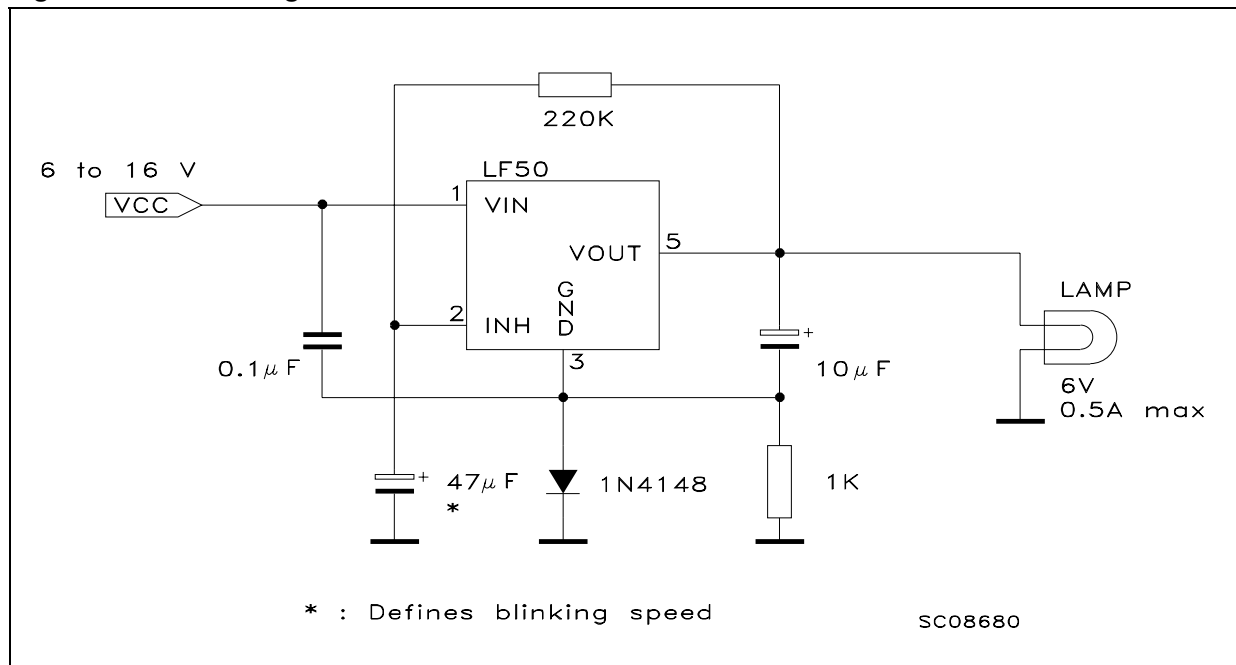 220K
6 to 16 V
LF50
VCC
1
VIN
5
VOUT
LAMP
GND
2
INH
0.1µF
3
10µF
6V
0.5A max
47µF
*
1N4148
1K
* : Defines blinking speed
SC08680